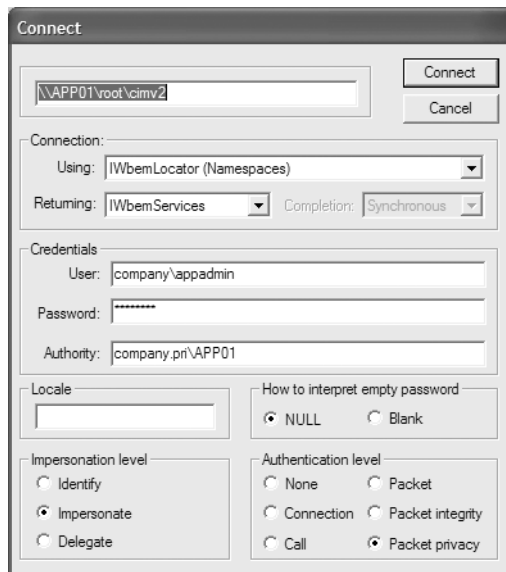 Connect
\\APP01\root\cimv2
Connect
Cancel
Connection:
Using: IWbemLocator (Namespaces)
Returning: IWbemServices Completion: Synchronous
Credentials
User: company\appadmin
Password: ********
Authority: company.pri\APP01
Locale
How to interpret empty password
NULL Blank
Impersonation level
Identify
Impersonate
Delegate
Authentication level
None Packet
Connection Packet integrity
Call Packet privacy